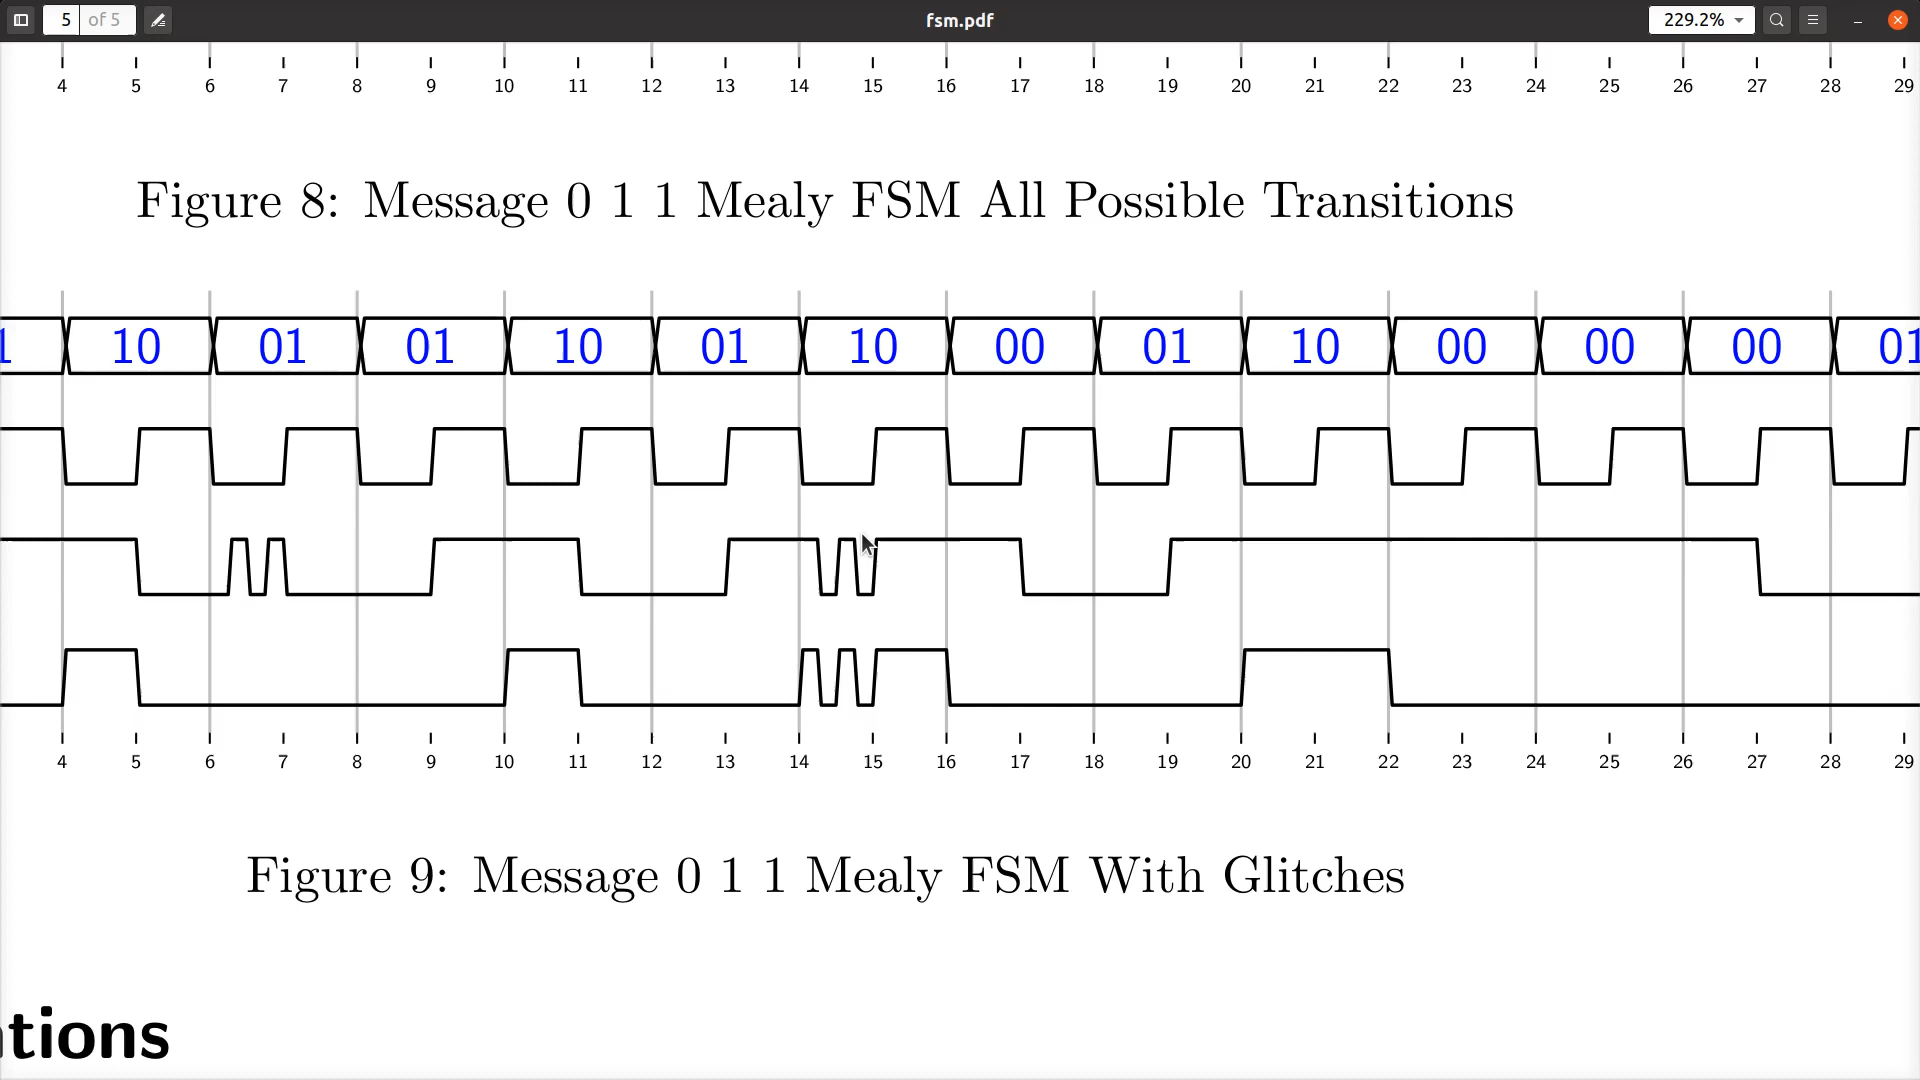 5 of 5 fsm.pdf 229.2%
4 5 6 7 8 9 10 11 12 13 14 15 16 17 18 19 20 21 22 23 24 25 26 27 28 29
Figure 8: Message 0 1 1 Mealy FSM All Possible Transitions
1 10 01 01 10 01 10 00 01 10 00 00 00 01
4 5 6 7 8 9 10 11 12 13 14 15 16 17 18 19 20 21 22 23 24 25 26 27 28 29
Figure 9: Message 0 1 1 Mealy FSM With Glitches
tions